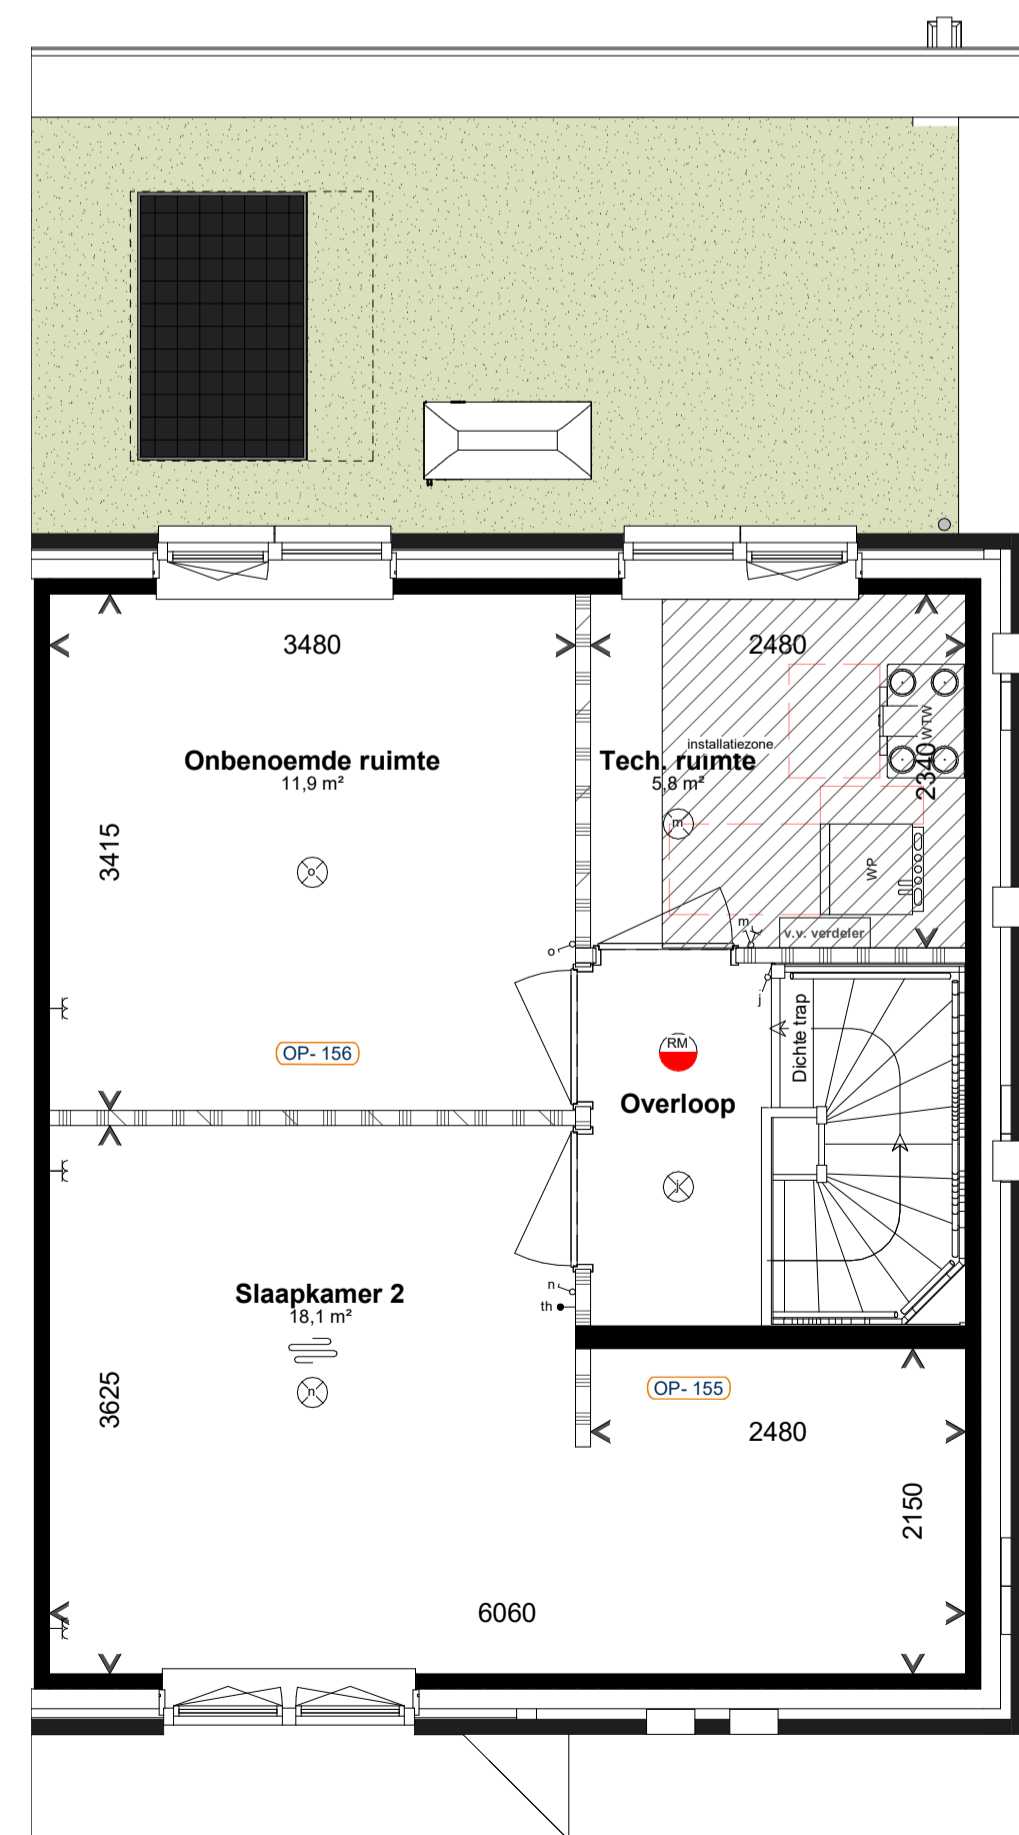 3480
2480
Onbenoemde ruimte
11,9 m²
installatiezone
Tech. ruimte
5,8 m²
WTW
2340
3415
m
o
WP
m
v.v. verdeler
o
j
OP- 156
RM
Dichte trap
Overloop
j
Slaapkamer 2
18,1 m²
n
th
n
3625
OP- 155
2480
2150
6060